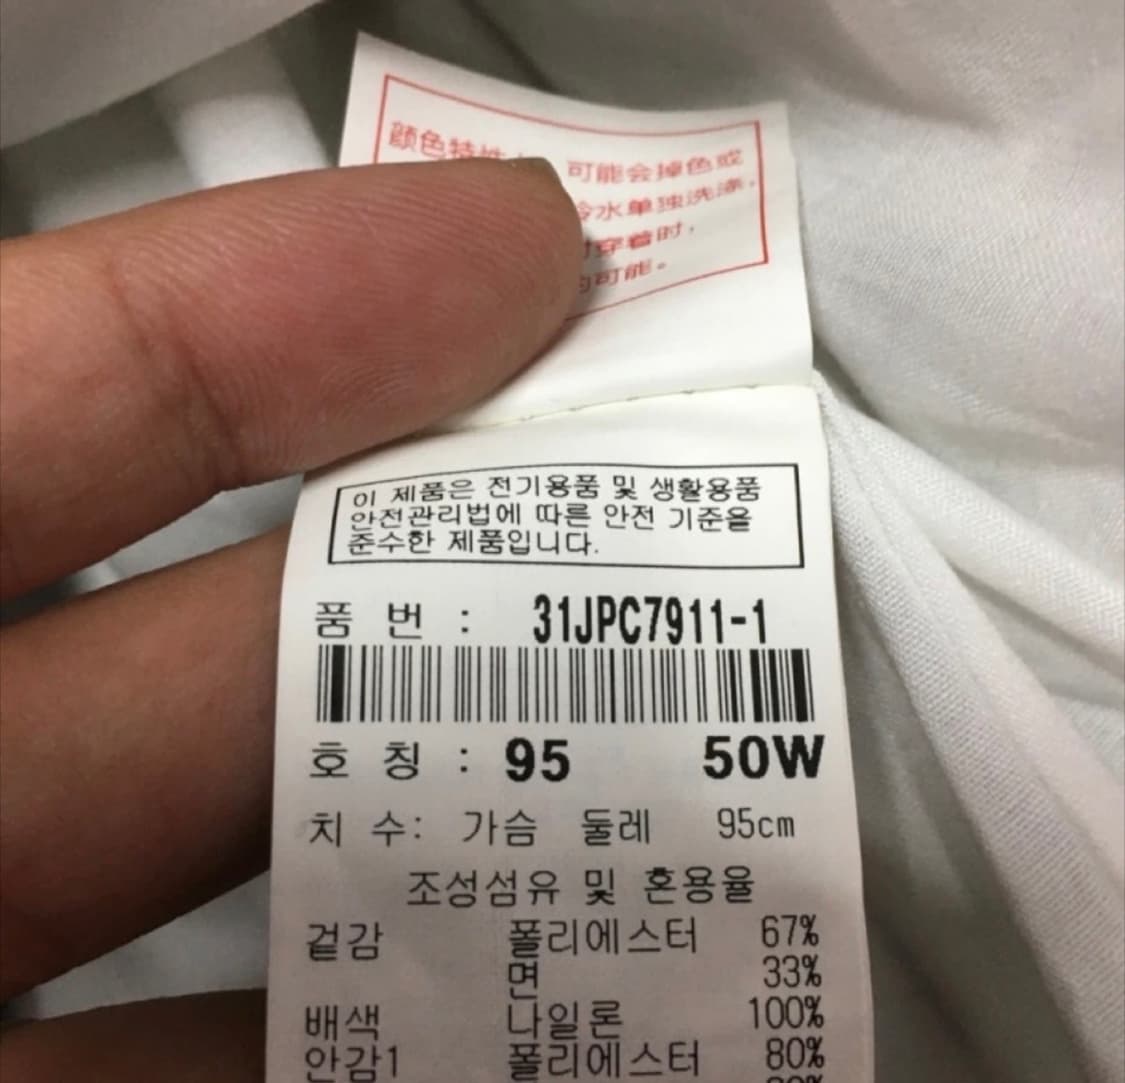 颜色特性 可能会掉色或
水单独洗涤，
穿着时，
可能。
이 제품은 전기용품 및 생활용품
안전관리법에 따른 안전 기준을
준수한 제품입니다.
품 번 : 31JPC7911-1
호 칭 : 95 50W
치 수: 가슴 둘레 95cm
조성섬유 및 혼용율
겉감 폴리에스터 67%
면 33%
배색 나일론 100%
안감1 폴리에스터 80%